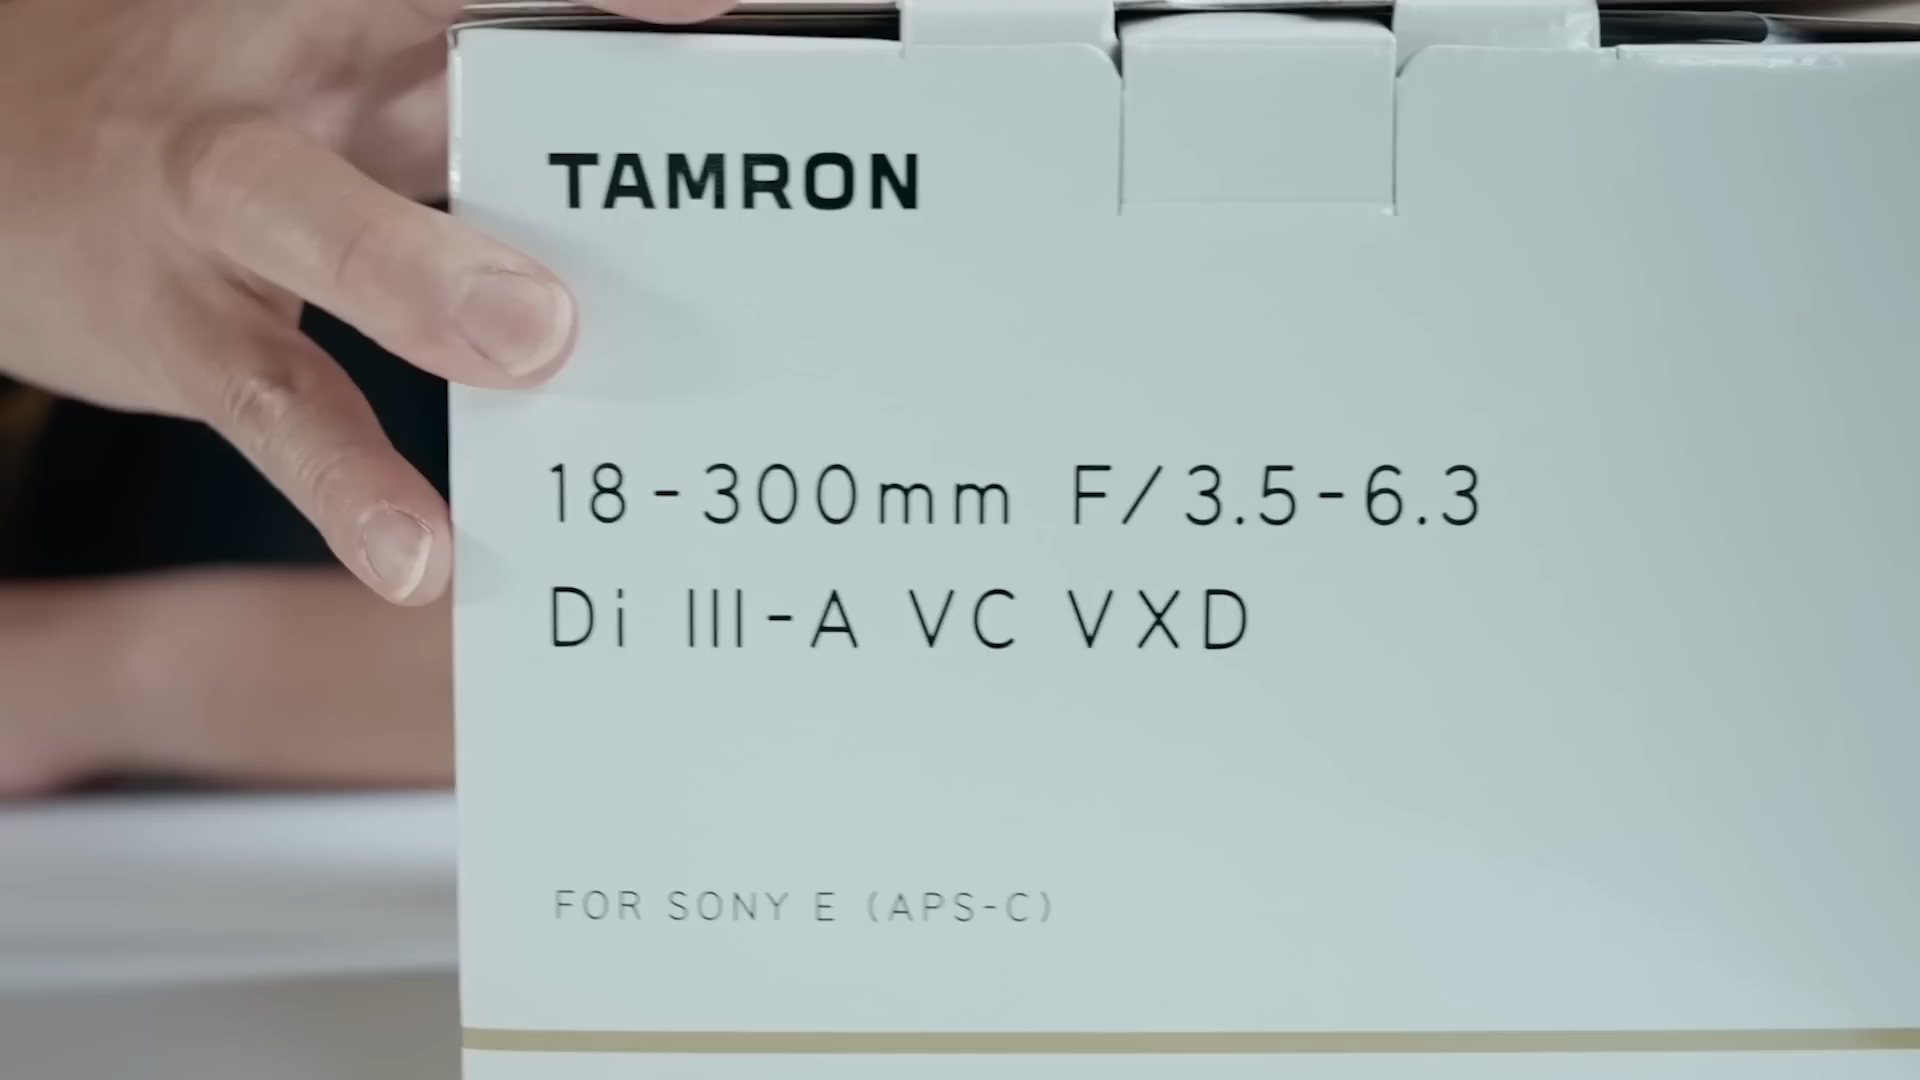 TAMRON
18-300mm F/3.5-6.3
Di III-A VC VXD
FOR SONY E (APS-C)